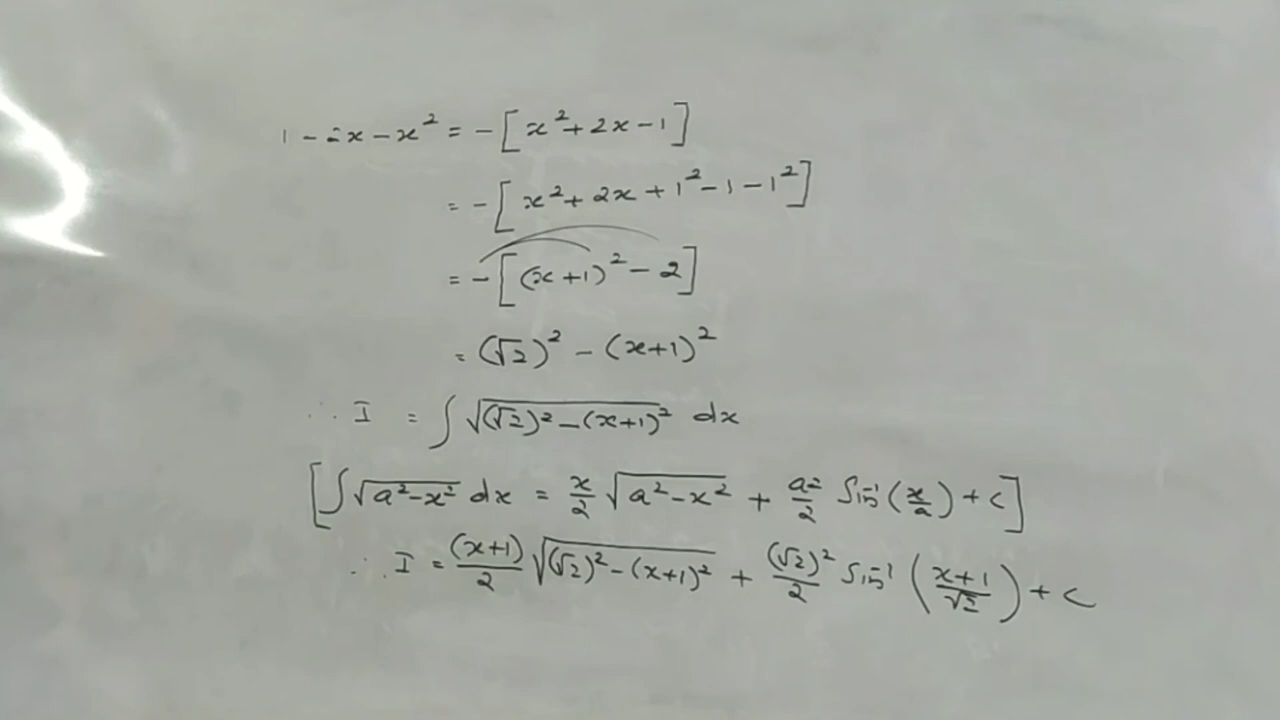 1 - 2x - x² = - [x² + 2x - 1]
= - [x² + 2x + 1² - 1 - 1²]
= - [(x + 1)² - 2]
= (√2)² - (x+1)²
∴ I = ∫ √((√2)² - (x+1)²) dx
[∫ √(a² - x²) dx = x/2 √(a² - x²) + a²/2 Sin⁻¹ (x/a) + c]
∴ I = (x+1)/2 √((√2)² - (x+1)²) + (√2)²/2 Sin⁻¹ ((x+1)/√2) + c